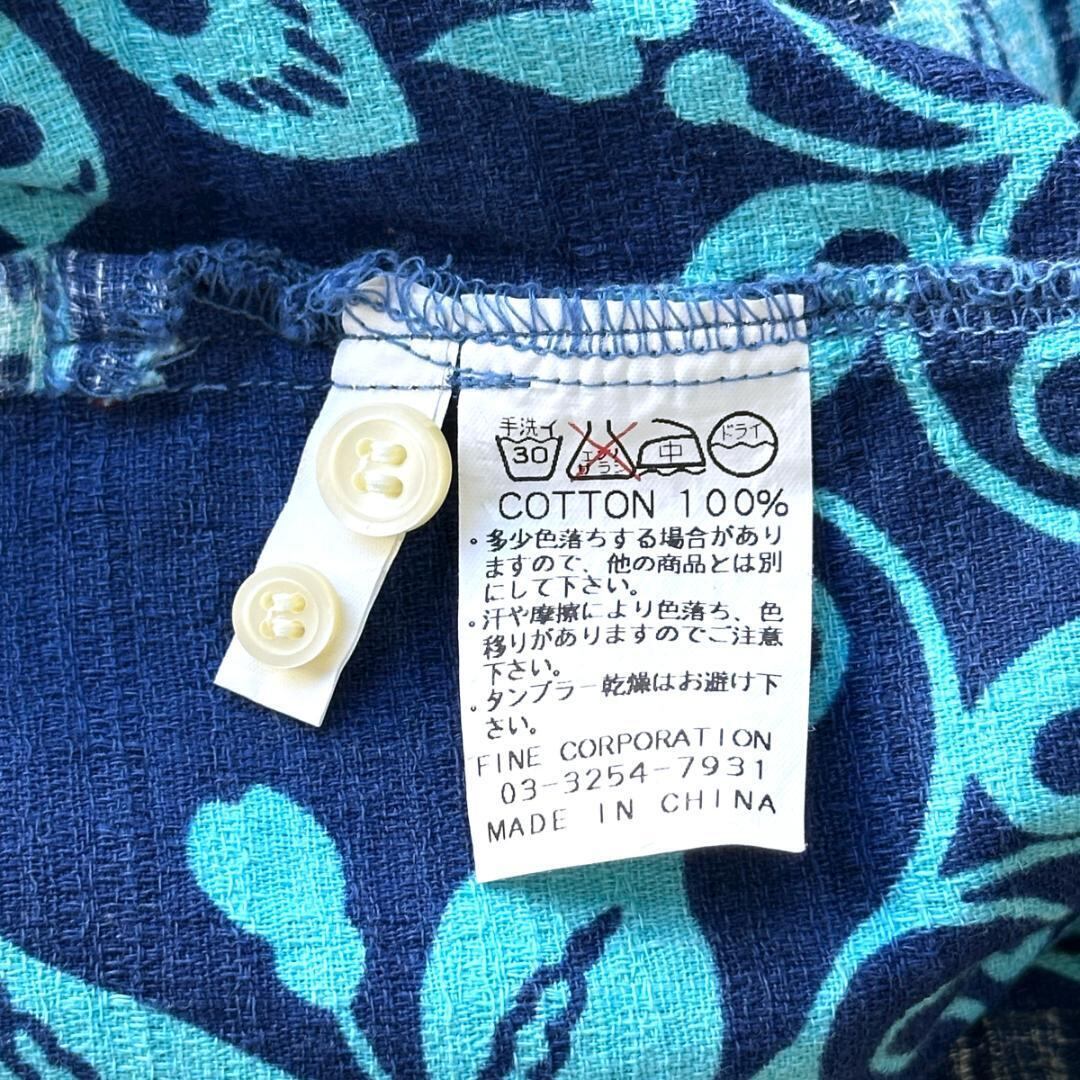 手洗イ
30
エンソ
サラシ
中
ドライ
COTTON 100%
・多少色落ちする場合があり
ますので、他の商品とは別
にして下さい。
・汗や摩擦により色落ち、色
移りがありますのでご注意
下さい。
・タンブラー乾燥はお避け下
さい。
FINE CORPORATION
03-3254-7931
MADE IN CHINA